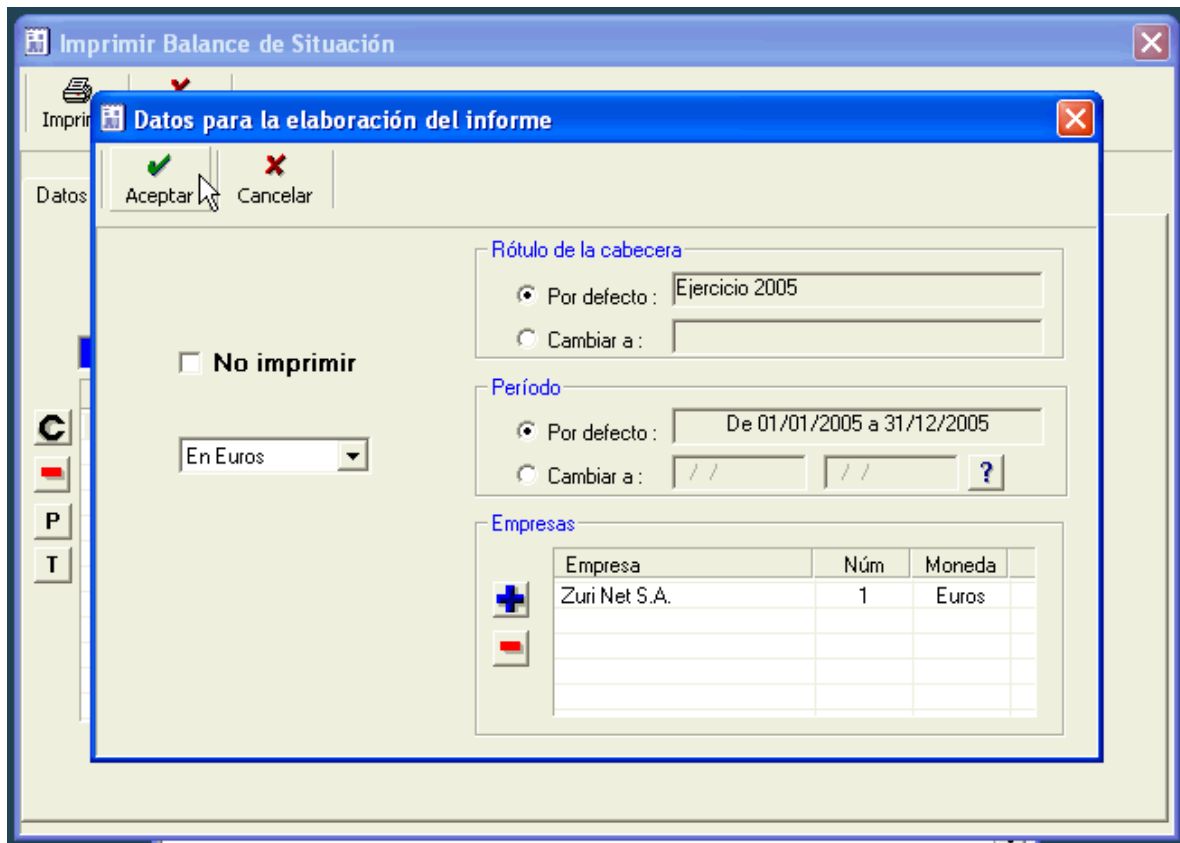 Imprimir Balance de Situación
Datos para la elaboración del informe
Aceptar
Cancelar
Datos
Rótulo de la cabecera
Por defecto : Ejercicio 2005
Cambiar a :
No imprimir
En Euros
Período
Por defecto : De 01/01/2005 a 31/12/2005
Cambiar a : / / / / ?
Empresas
Empresa Núm Moneda
Zuri Net S.A. 1 Euros
C
P
T